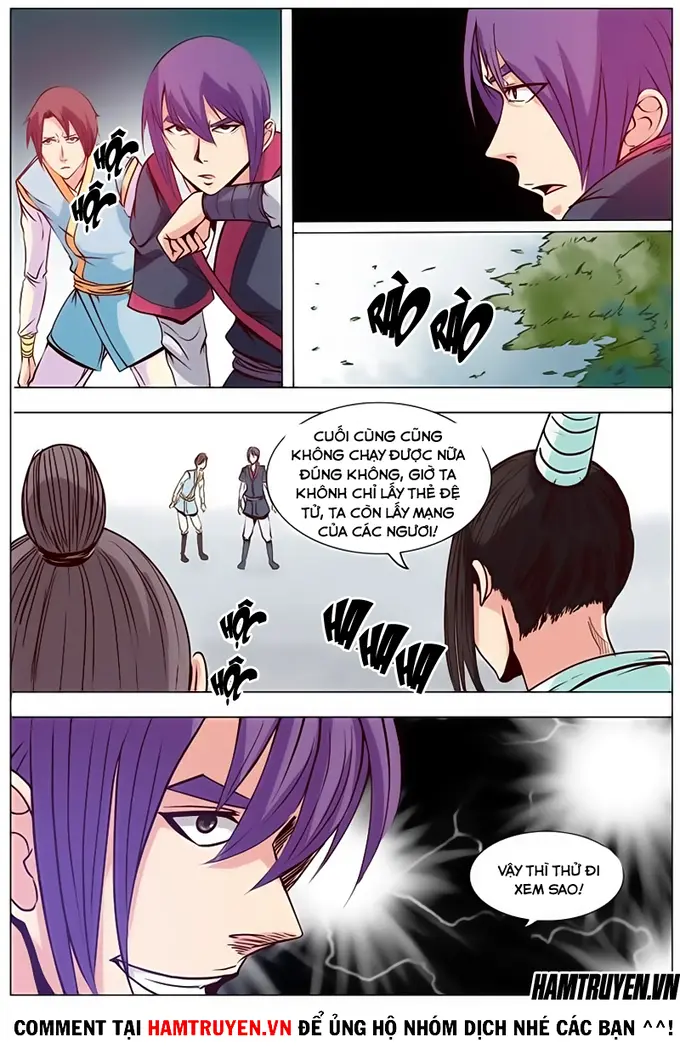 HỘC
HỘC
RÀO
RÀO
CUỐI CÙNG CŨNG
KHÔNG CHẠY ĐƯỢC NỮA
ĐÚNG KHÔNG, GIỜ TA
KHÔNH CHỈ LẤY THẺ ĐỆ
TỬ, TA CÒN LẤY MẠNG
CỦA CÁC NGƯƠI!
HỘC
HỘC
HA
HA
HA
VẬY THÌ THỬ ĐI
XEM SAO!
HAMTRUYEN.VN
COMMENT TẠI HAMTRUYEN.VN ĐỂ ỦNG HỘ NHÓM DỊCH NHÉ CÁC BẠN ^^!